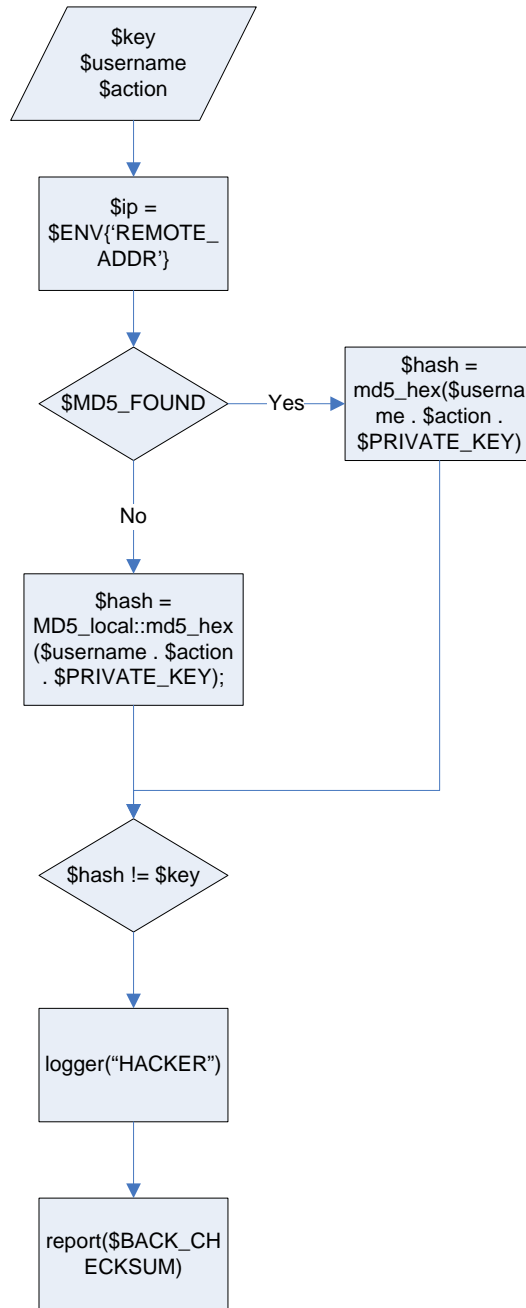 $key
$username
$action
$ip =
$ENV{‘REMOTE_
ADDR’}
$MD5_FOUND
Yes
$hash =
md5_hex($userna
me . $action .
$PRIVATE_KEY)
No
$hash =
MD5_local::md5_hex
($username . $action
. $PRIVATE_KEY);
$hash != $key
logger(“HACKER”)
report($BACK_CH
ECKSUM)